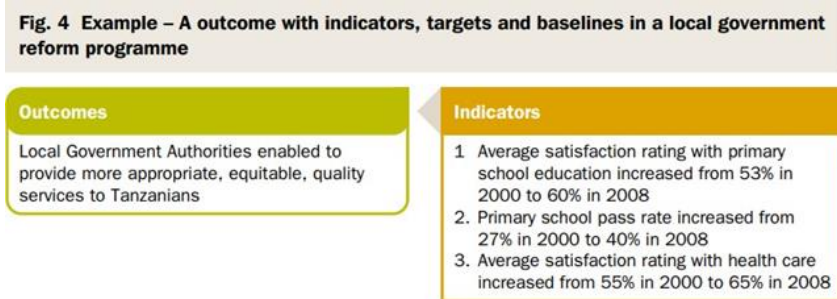 Fig. 4 Example – A outcome with indicators, targets and baselines in a local government
reform programme
Outcomes
Local Government Authorities enabled to
provide more appropriate, equitable, quality
services to Tanzanians
Indicators
1 Average satisfaction rating with primary
school education increased from 53% in
2000 to 60% in 2008
2. Primary school pass rate increased from
27% in 2000 to 40% in 2008
3. Average satisfaction rating with health care
increased from 55% in 2000 to 65% in 2008